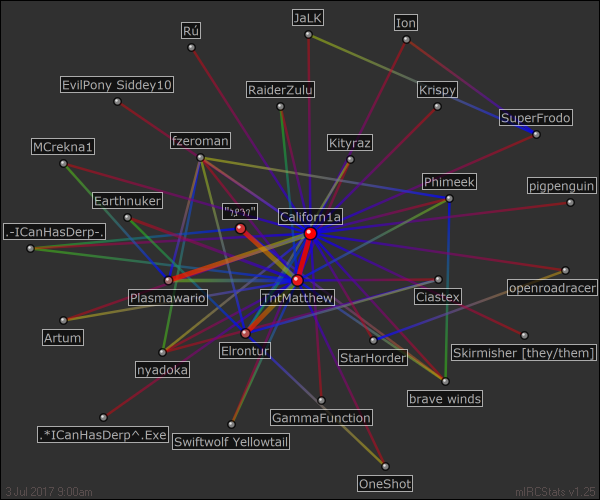 JaLK
Ion
Rú
EvilPony Siddey10
RaiderZulu
Krispy
SuperFrodo
fzeroman
Kityraz
MCrekna1
Phimeek
pigpenguin
Earthnuker
Californ1a
.-ICanHasDerp-.
Plasmawario
TntMatthew
Ciastex
openroadracer
Artum
Elrontur
StarHorder
Skirmisher [they/them]
nyadoka
brave winds
GammaFunction
.*ICanHasDerp^.Exe
Swiftwolf Yellowtail
OneShot
3 Jul 2017 9:00am
mIRCStats v1.25